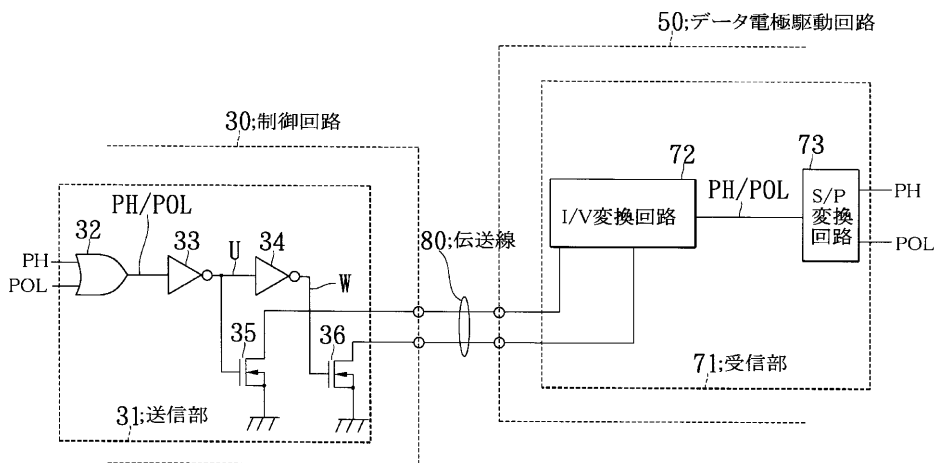 50;データ電極駆動回路
30;制御回路
PH/POL
32
33
34
U
PH
POL
W
35
36
31;送信部
80;伝送線
72
I/V変換回路
PH/POL
73
S/P
変換
回路
PH
POL
71;受信部